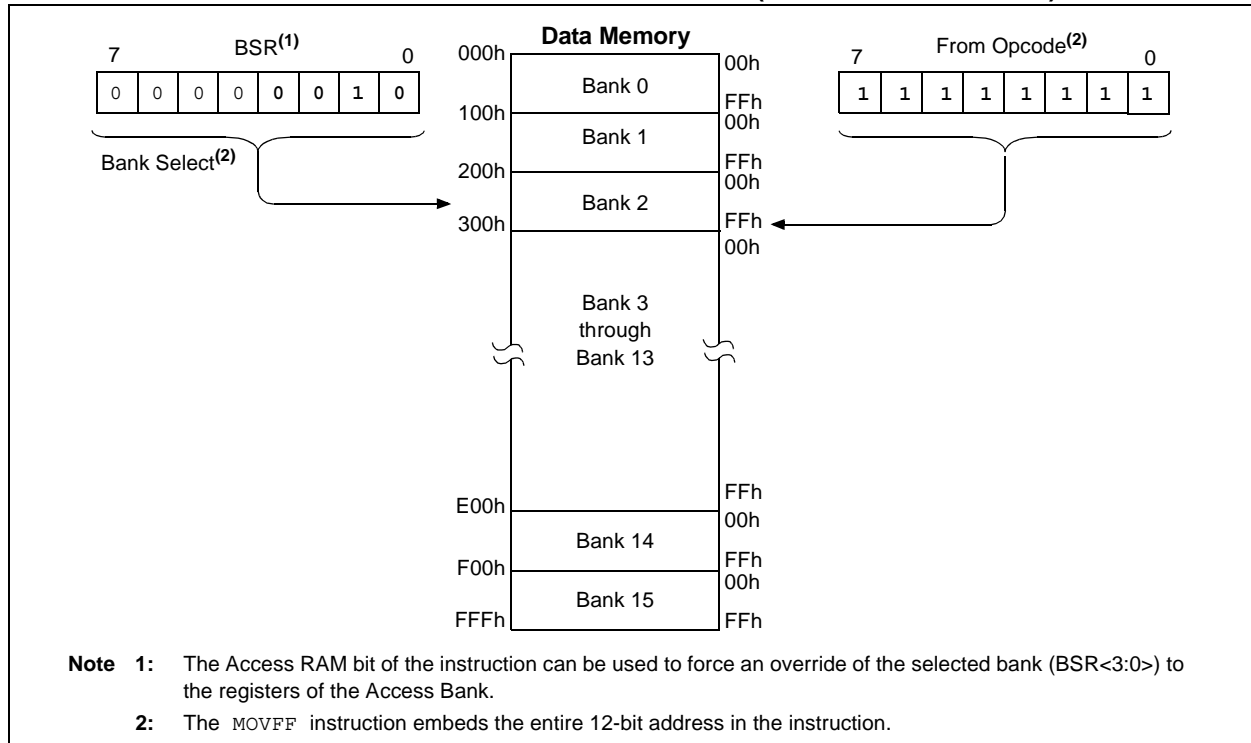 Data Memory
7 BSR(1) 0
0 0 0 0 0 0 1 0
Bank Select(2)
7 From Opcode(2) 0
1 1 1 1 1 1 1 1
000h
00h
Bank 0
FFh
100h
00h
Bank 1
FFh
200h
00h
Bank 2
FFh
300h
00h
Bank 3
through
Bank 13
FFh
E00h
00h
Bank 14
FFh
F00h
00h
Bank 15
FFFh
FFh
Note 1: The Access RAM bit of the instruction can be used to force an override of the selected bank (BSR<3:0>) to
the registers of the Access Bank.
2: The MOVFF instruction embeds the entire 12-bit address in the instruction.